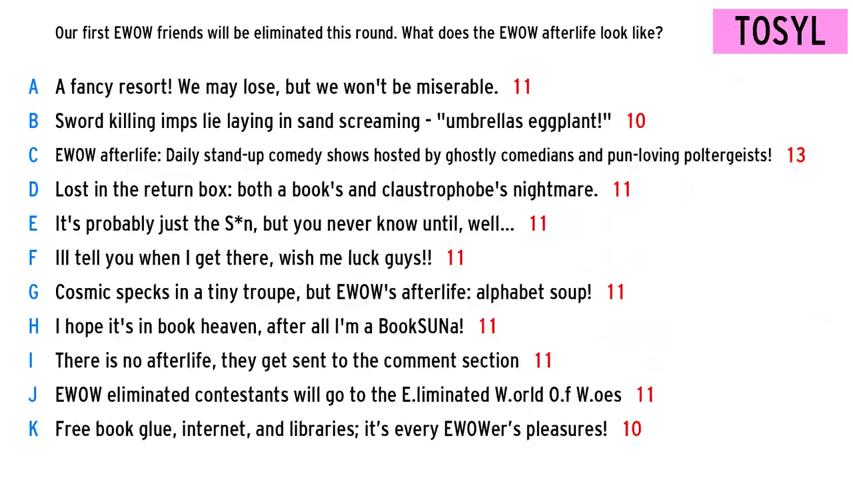 Our first EWOW friends will be eliminated this round. What does the EWOW afterlife look like?
TOSYL
A A fancy resort! We may lose, but we won't be miserable. 11
B Sword killing imps lie laying in sand screaming - "umbrellas eggplant!" 10
C EWOW afterlife: Daily stand-up comedy shows hosted by ghostly comedians and pun-loving poltergeists! 13
D Lost in the return box: both a book's and claustrophobe's nightmare. 11
E It's probably just the S*n, but you never know until, well... 11
F Ill tell you when I get there, wish me luck guys!! 11
G Cosmic specks in a tiny troupe, but EWOW's afterlife: alphabet soup! 11
H I hope it's in book heaven, after all I'm a BookSUNa! 11
I There is no afterlife, they get sent to the comment section 11
J EWOW eliminated contestants will go to the E.liminated W.orld O.f W.oes 11
K Free book glue, internet, and libraries; it’s every EWOWer’s pleasures! 10